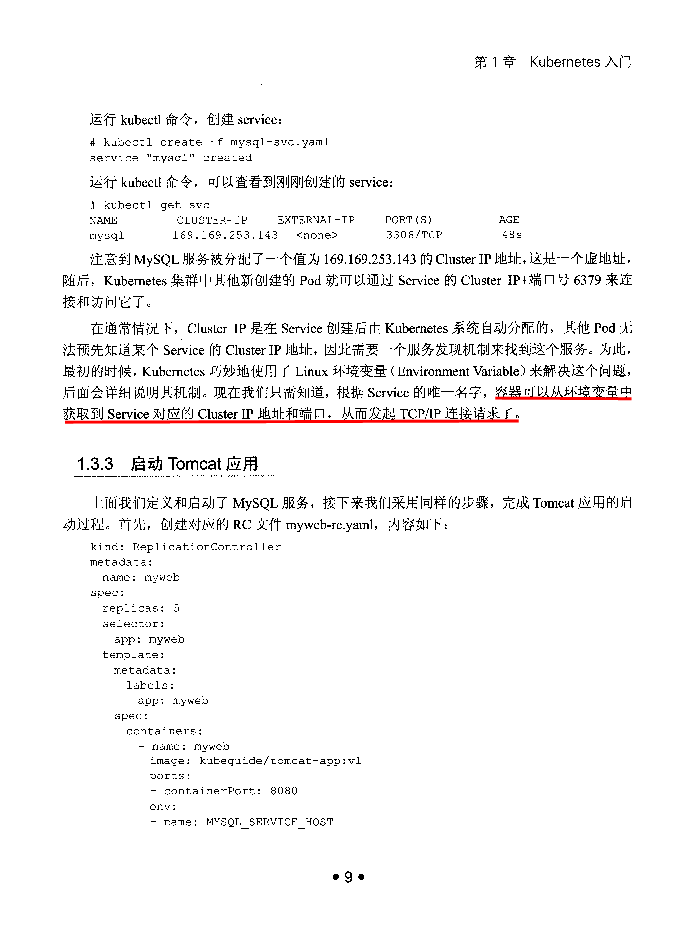 第 1 章 Kubernetes 入门
运行 kubectl 命令，创建 service：
# kubectl create -f mysql-svc.yaml
service "mysql" created
运行 kubectl 命令，可以查看到刚刚创建的 service：
# kubectl get svc
NAME CLUSTER-IP EXTERNAL-IP PORT(S) AGE
mysql 169.169.253.143 <none> 3306/TCP 48s
注意到 MySQL 服务被分配了一个值为 169.169.253.143 的 Cluster IP 地址，这是一个虚地址，
随后，Kubernetes 集群中其他新创建的 Pod 就可以通过 Service 的 Cluster IP+端口号 6379 来连
接和访问它了。
在通常情况下，Cluster IP 是在 Service 创建后由 Kubernetes 系统自动分配的，其他 Pod 无
法预先知道某个 Service 的 Cluster IP 地址，因此需要一个服务发现机制来找到这个服务。为此，
最初的时候，Kubernetes 巧妙地使用了 Linux 环境变量（Environment Variable）来解决这个问题，
后面会详细说明其机制。现在我们只需知道，根据 Service 的唯一名字，容器可以从环境变量中
获取到 Service 对应的 Cluster IP 地址和端口，从而发起 TCP/IP 连接请求了。
1.3.3 启动 Tomcat 应用
上面我们定义和启动了 MySQL 服务，接下来我们采用同样的步骤，完成 Tomcat 应用的启
动过程。首先，创建对应的 RC 文件 myweb-rc.yaml，内容如下：
kind: ReplicationController
metadata:
name: myweb
spec:
replicas: 5
selector:
app: myweb
template:
metadata:
labels:
app: myweb
spec:
containers:
- name: myweb
image: kubeguide/tomcat-app:v1
ports:
- containerPort: 8080
env:
- name: MYSQL_SERVICE_HOST
• 9 •